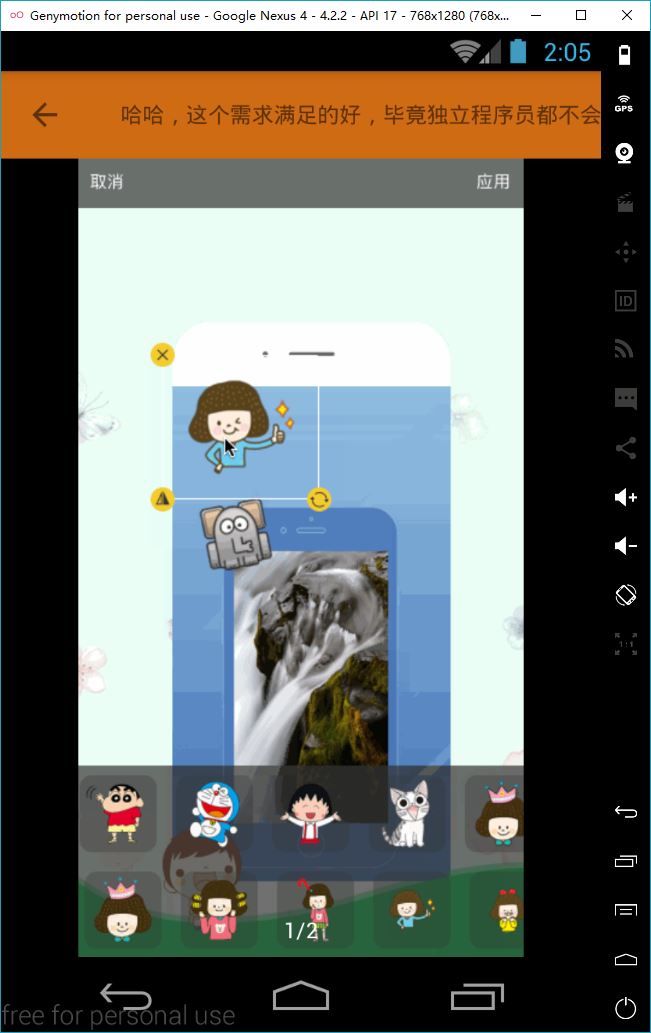 Genymotion for personal use - Google Nexus 4 - 4.2.2 - API 17 - 768x1280 (768x...
2:05
哈哈，这个需求满足的好，毕竟独立程序员都不会
GPS
取消
应用
ID
1:1
1/2
free for personal use